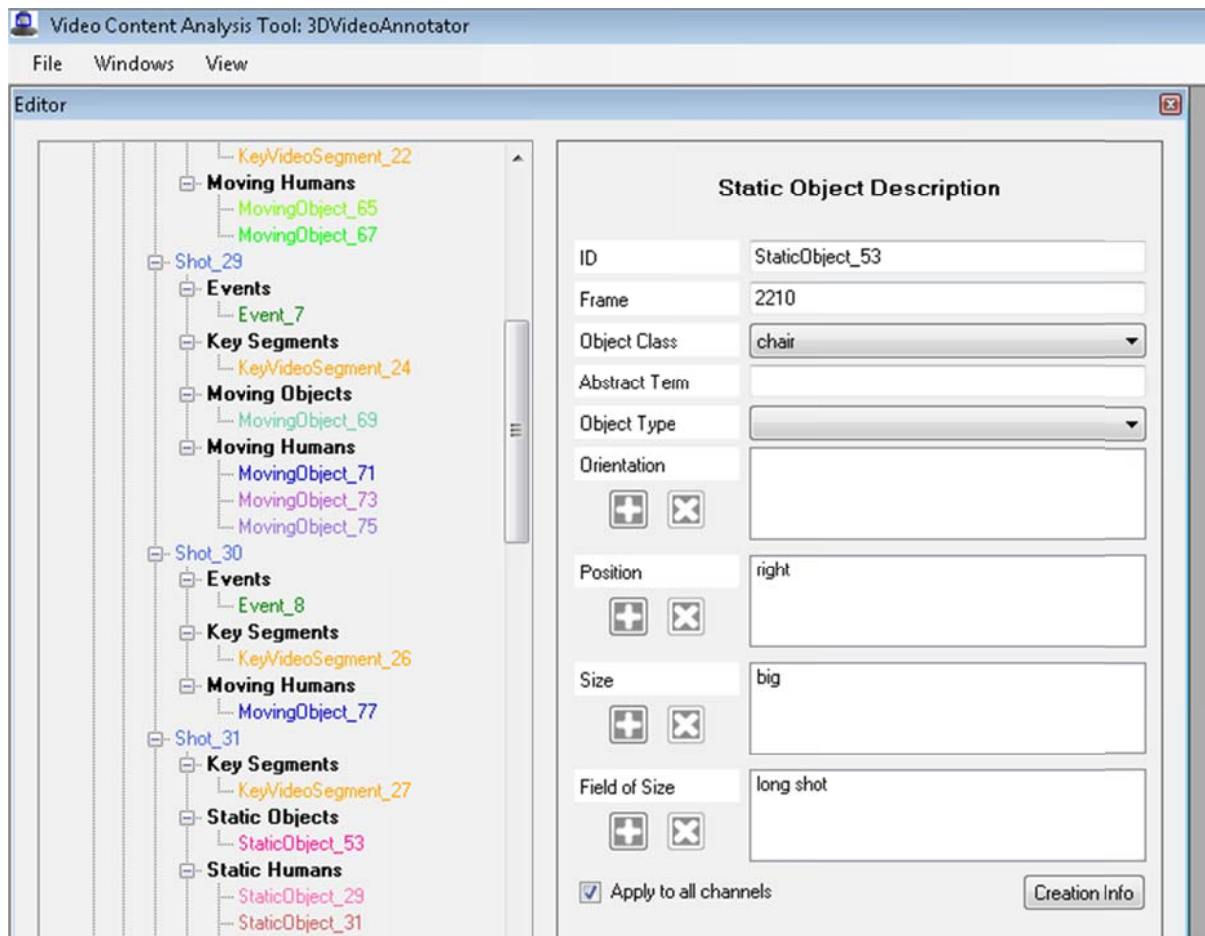 Video Content Analysis Tool: 3DVideoAnnotator
File Windows View
Editor
KeyVideoSegment_22
Moving Humans
MovingObject_65
MovingObject_67
Shot_29
Events
Event_7
Key Segments
KeyVideoSegment_24
Moving Objects
MovingObject_69
Moving Humans
MovingObject_71
MovingObject_73
MovingObject_75
Shot_30
Events
Event_8
Key Segments
KeyVideoSegment_26
Moving Humans
MovingObject_77
Shot_31
Key Segments
KeyVideoSegment_27
Static Objects
StaticObject_53
Static Humans
StaticObject_29
StaticObject_31
Static Object Description
ID StaticObject_53
Frame 2210
Object Class chair
Abstract Term
Object Type
Orientation
Position right
Size big
Field of Size long shot
Apply to all channels Creation Info